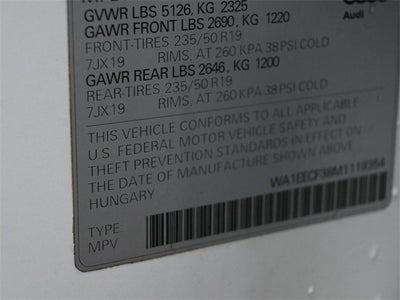 GVWR LBS 5126, KG 2325
GAWR FRONT LBS 2690, KG 1220
Audi
FRONT-TIRES 235/50 R19
7JX19 RIMS. AT 260 KPA 38 PSI COLD
GAWR REAR LBS 2646, KG 1200
REAR-TIRES 235/50 R19
7JX19 RIMS. AT 260 KPA 38 PSI COLD
THIS VEHICLE CONFORMS TO ALL APPLICABLE
U.S. FEDERAL MOTOR VEHICLE SAFETY AND
THEFT PREVENTION STANDARDS IN EFFECT ON
THE DATE OF MANUFACTURE SHOWN ABOVE.
HUNGARY
WA1EECF38M1119354
TYPE
MPV